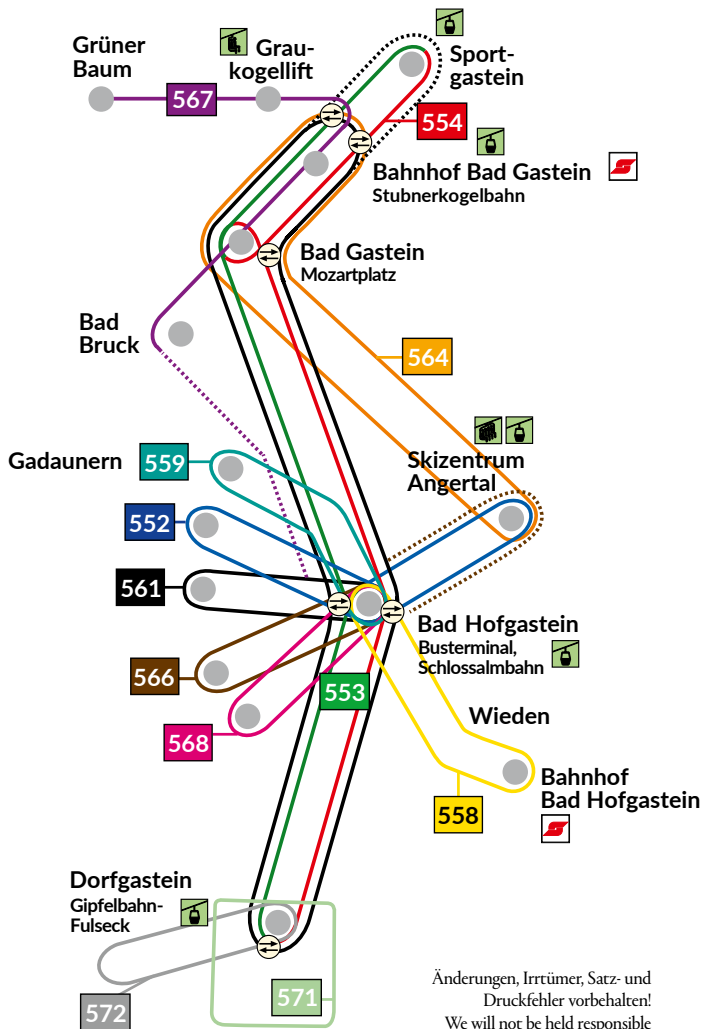 Grüner
Baum
Grau-
kogellift
Sport-
gastein
567
554
Bahnhof Bad Gastein
Stubnerkogelbahn
Bad Gastein
Mozartplatz
Bad
Bruck
564
Gadaunern
559
Skizentrum
Angertal
552
561
Bad Hofgastein
Busterminal,
Schlossalmbahn
566
553
568
Wieden
Bahnhof
Bad Hofgastein
558
Dorfgastein
Gipfelbahn-
Fulseck
571
572
Änderungen, Irrtümer, Satz- und
Druckfehler vorbehalten!
We will not be held responsible